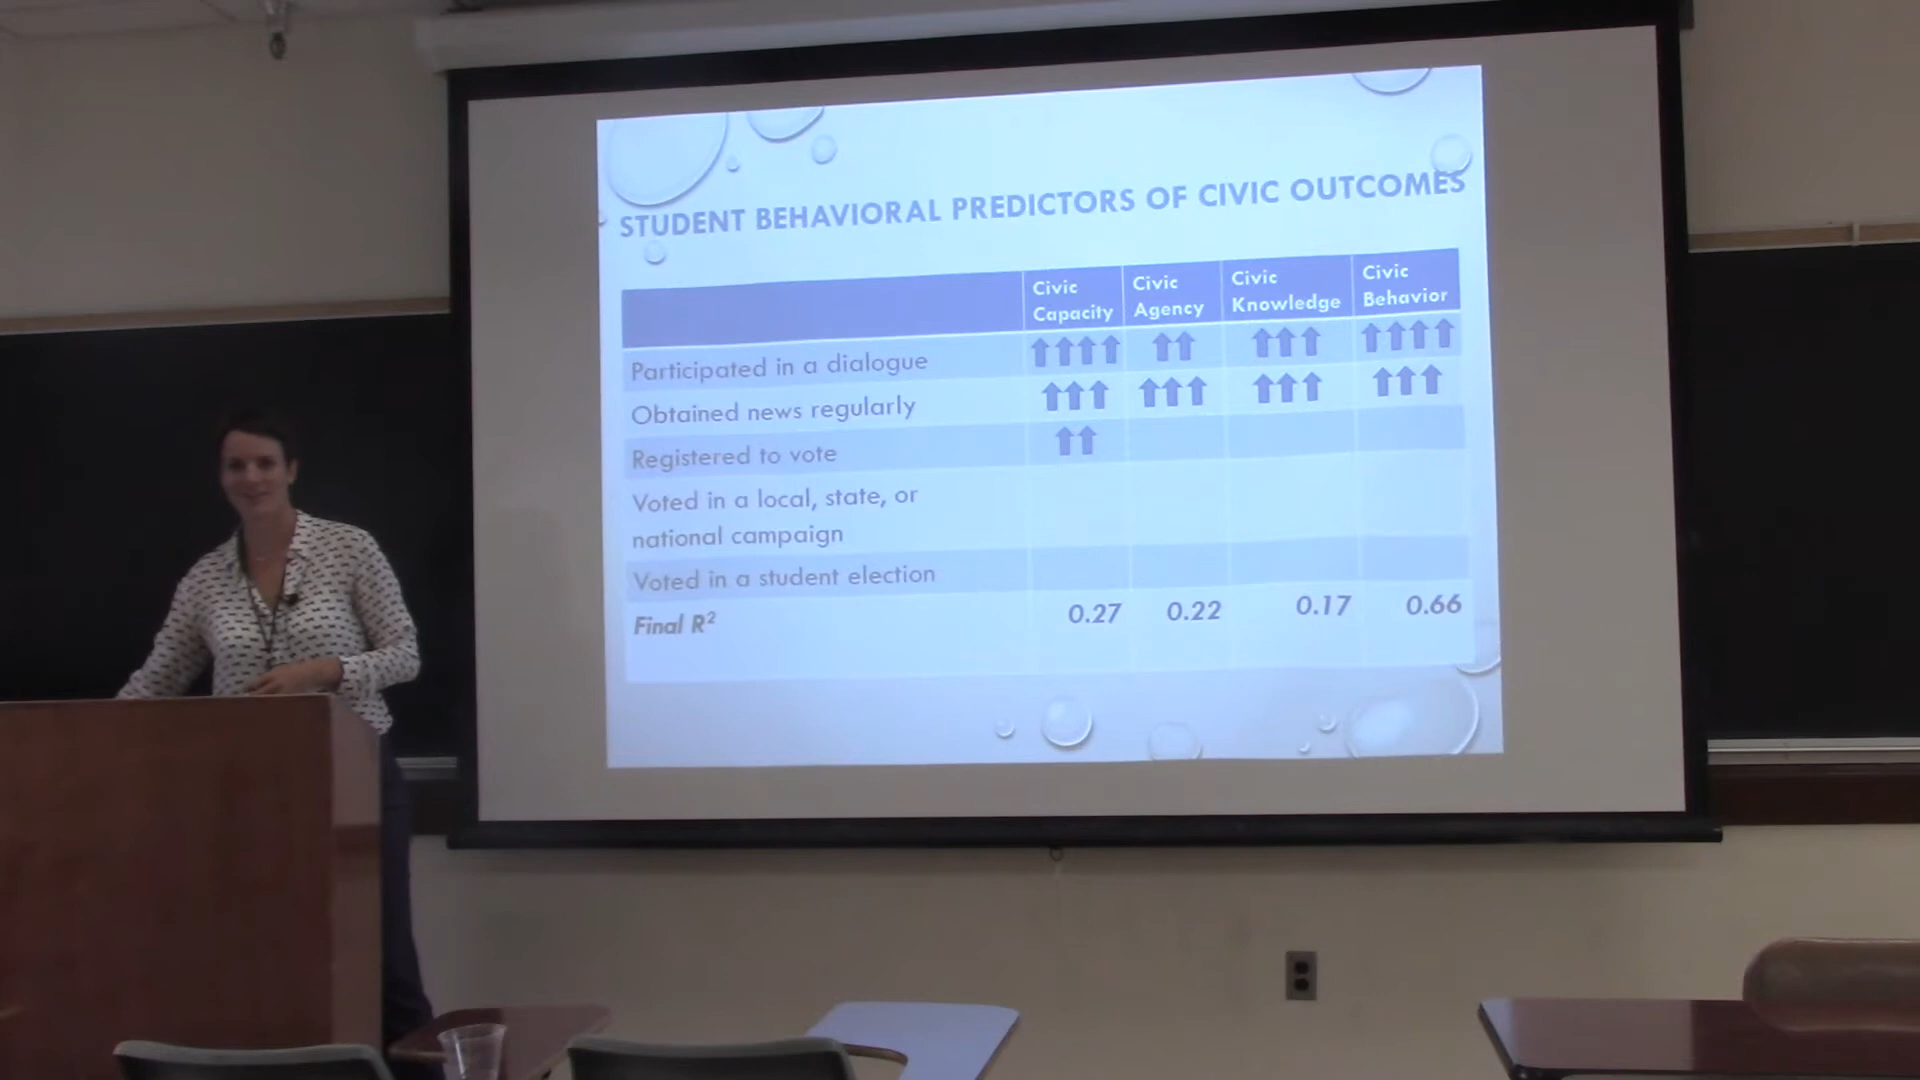 STUDENT BEHAVIORAL PREDICTORS OF CIVIC OUTCOMES
Civic Capacity Civic Agency Civic Knowledge Civic Behavior
Participated in a dialogue
Obtained news regularly
Registered to vote
Voted in a local, state, or
national campaign
Voted in a student election
Final R² 0.27 0.22 0.17 0.66